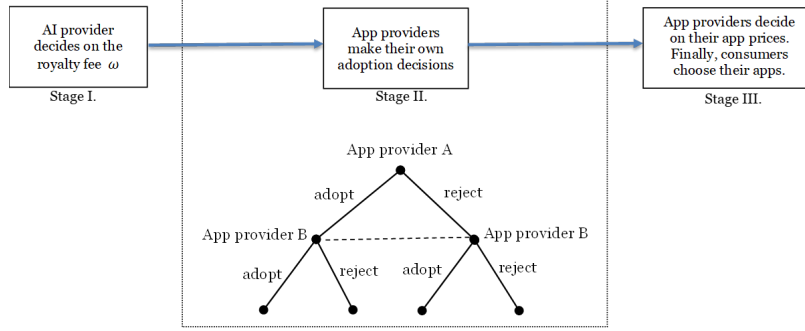 AI provider
decides on the
royalty fee ω
Stage I.
App providers
make their own
adoption decisions
Stage II.
App providers decide
on their app prices.
Finally, consumers
choose their apps.
Stage III.
App provider A
adopt
reject
App provider B
App provider B
adopt
reject
adopt
reject